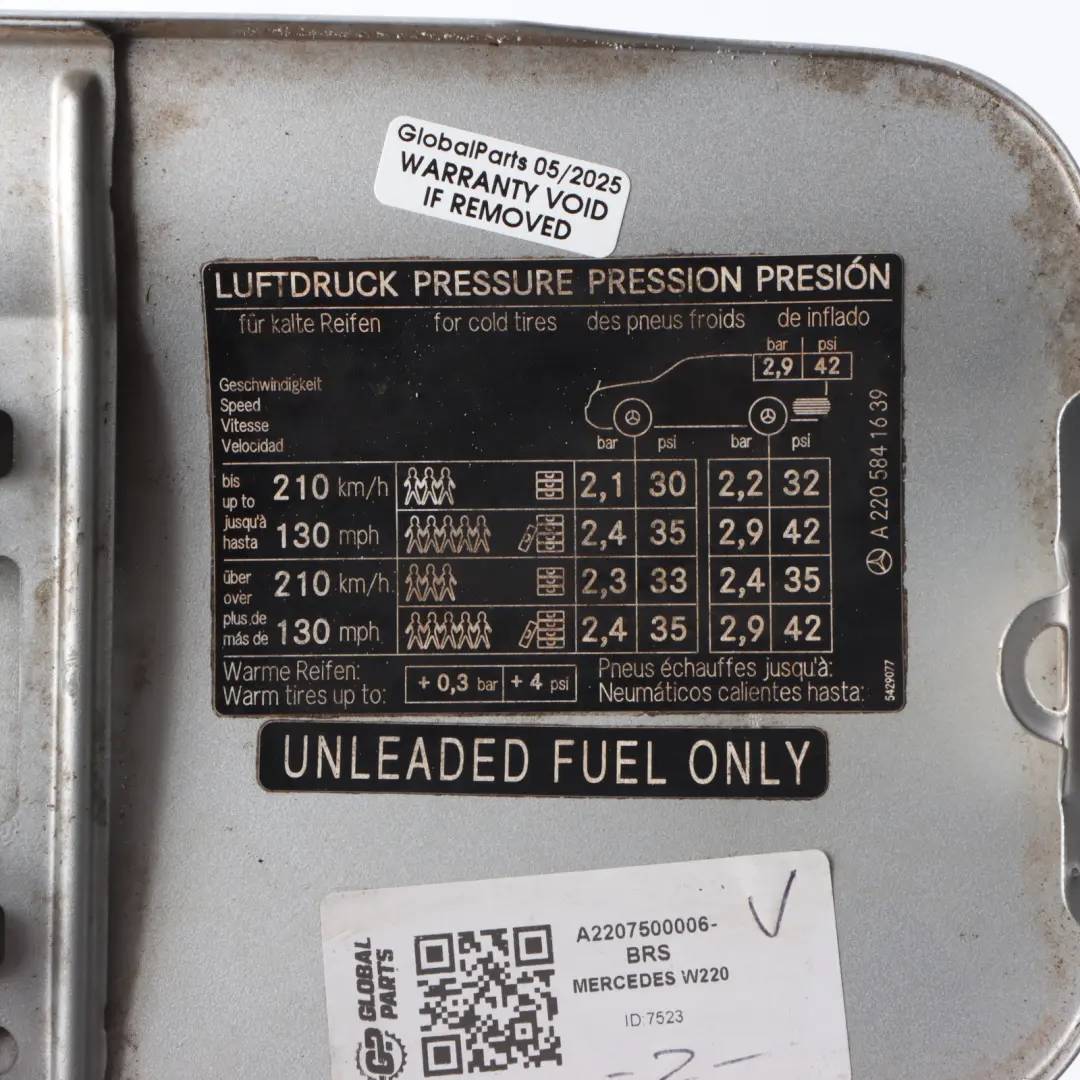 GlobalParts 05/2025
WARRANTY VOID
IF REMOVED
LUFTDRUCK PRESSURE PRESSION PRESIÓN
für kalte Reifen for cold tires des pneus froids de inflado
bar psi
2,9 42
Geschwindigkeit
Speed
Vitesse
Velocidad
bar psi bar psi
bis
up to
jusqu'à
hasta
210 km/h 2,1 30 2,2 32
130 mph 2,4 35 2,9 42
über
over
plus.de
más de
210 km/h 2,3 33 2,4 35
130 mph 2,4 35 2,9 42
Warme Reifen:
Warm tires up to:
+ 0,3 bar + 4 psi
Pneus échauffes jusqu'à:
Neumáticos calientes hasta:
A 220 584 16 39
5429077
UNLEADED FUEL ONLY
GLOBAL
PARTS
A2207500006-
BRS
MERCEDES W220
ID:7523
V
-2-